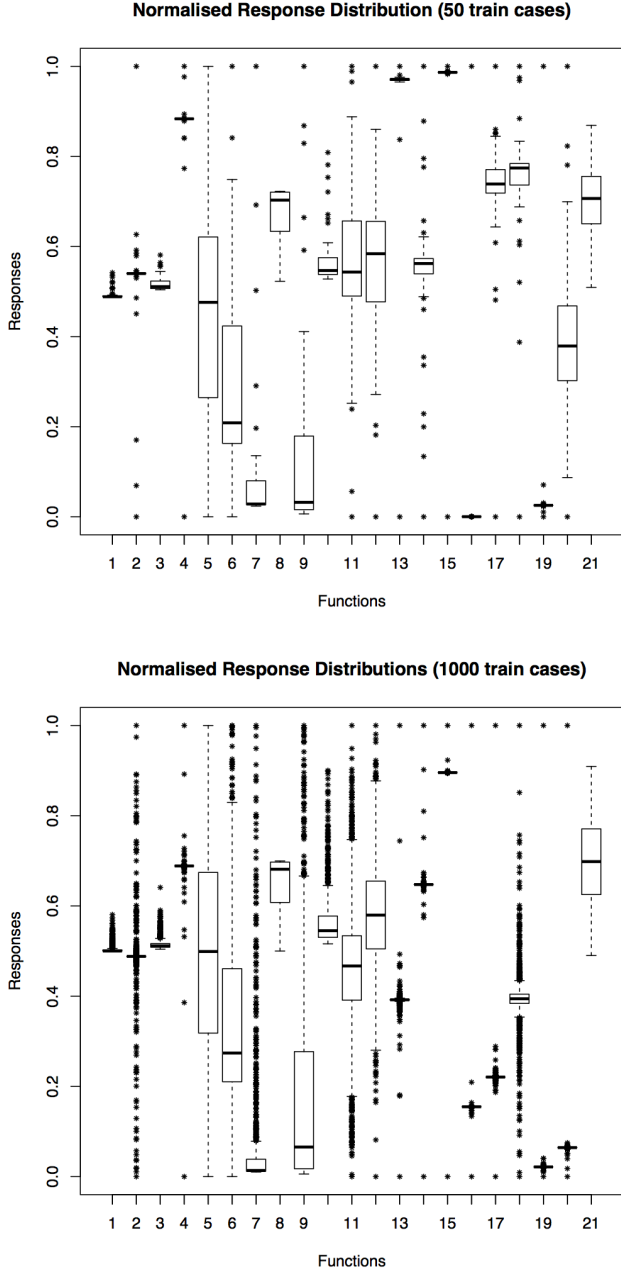 Normalised Response Distribution (50 train cases)
1.0
0.8
0.6
0.4
0.2
0.0
Responses
1 2 3 4 5 6 7 8 9 11 13 15 17 19 21
Functions
Normalised Response Distributions (1000 train cases)
1.0
0.8
0.6
0.4
0.2
0.0
Responses
1 2 3 4 5 6 7 8 9 11 13 15 17 19 21
Functions